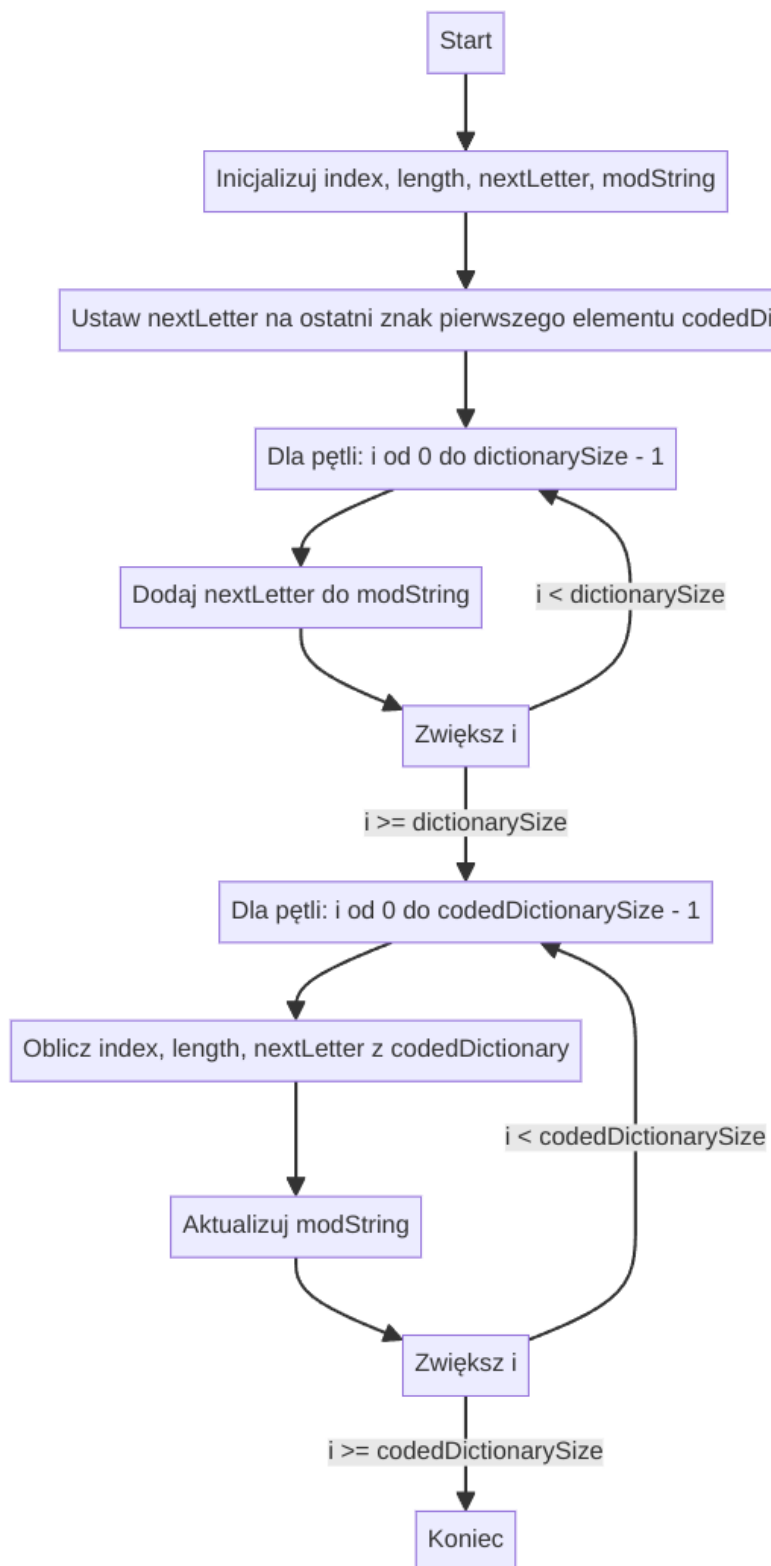 Start
Inicjalizuj index, length, nextLetter, modString
Ustaw nextLetter na ostatni znak pierwszego elementu codedDi
Dla pętli: i od 0 do dictionarySize - 1
Dodaj nextLetter do modString
i < dictionarySize
Zwiększ i
i >= dictionarySize
Dla pętli: i od 0 do codedDictionarySize - 1
Oblicz index, length, nextLetter z codedDictionary
i < codedDictionarySize
Aktualizuj modString
Zwiększ i
i >= codedDictionarySize
Koniec